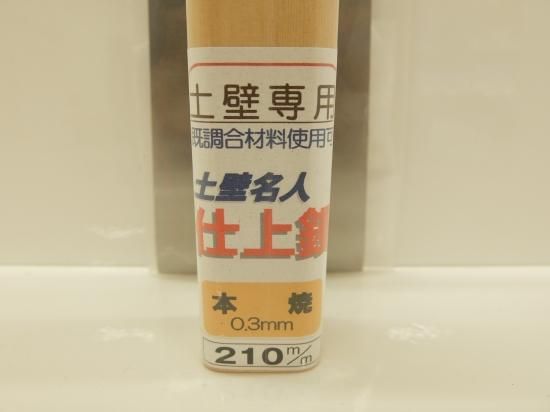 土壁専用
既調合材料使用可
土壁名人
仕上鏝
本焼
0.3mm
210m/m